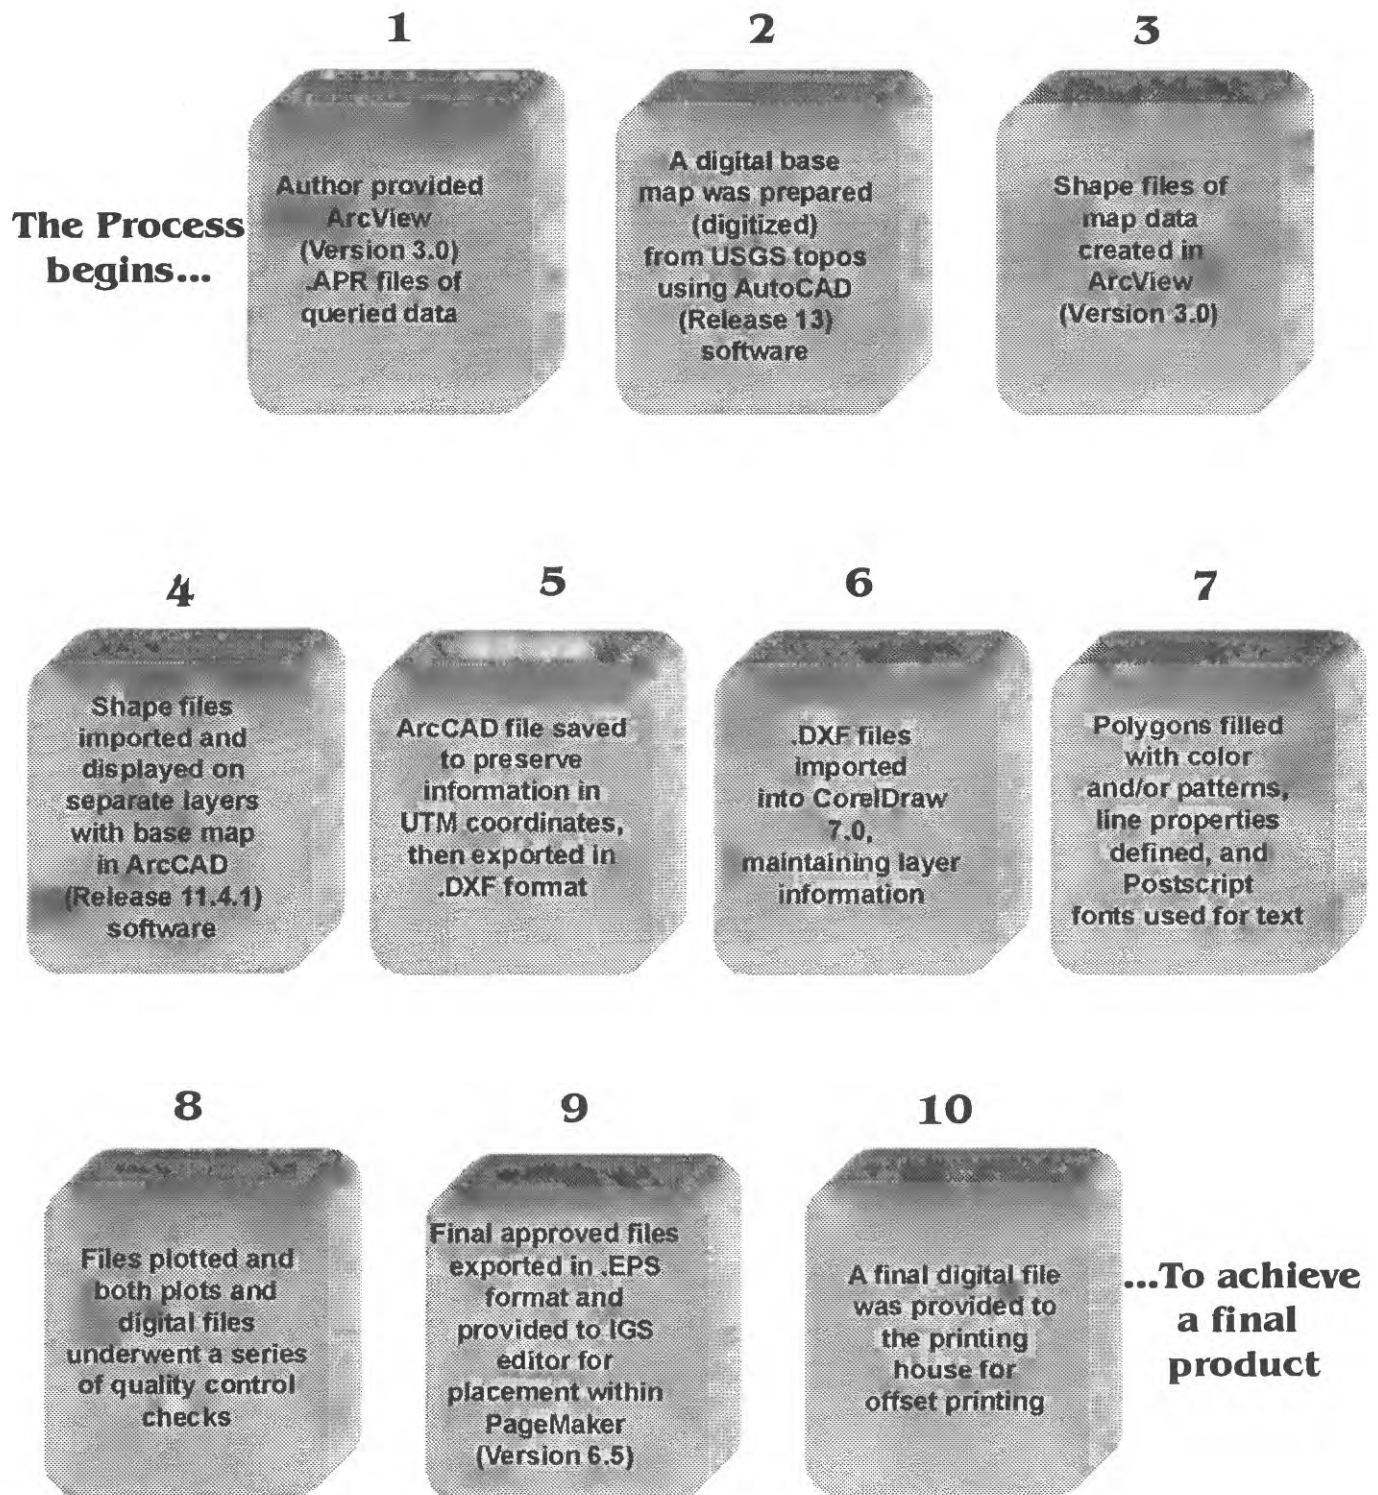 1
2
3
The Process
begins...
Author provided
ArcView
(Version 3.0)
.APR files of
queried data
A digital base
map was prepared
(digitized)
from USGS topos
using AutoCAD
(Release 13)
software
Shape files of
map data
created in
ArcView
(Version 3.0)
4
5
6
7
Shape files
imported and
displayed on
separate layers
with base map
in ArcCAD
(Release 11.4.1)
software
ArcCAD file saved
to preserve
information in
UTM coordinates,
then exported in
.DXF format
.DXF files
imported
into CorelDraw
7.0,
maintaining layer
information
Polygons filled
with color
and/or patterns,
line properties
defined, and
Postscript
fonts used for text
8
9
10
Files plotted and
both plots and
digital files
underwent a series
of quality control
checks
Final approved files
exported in .EPS
format and
provided to IGS
editor for
placement within
PageMaker
(Version 6.5)
A final digital file
was provided to
the printing
house for
offset printing
...To achieve
a final
product